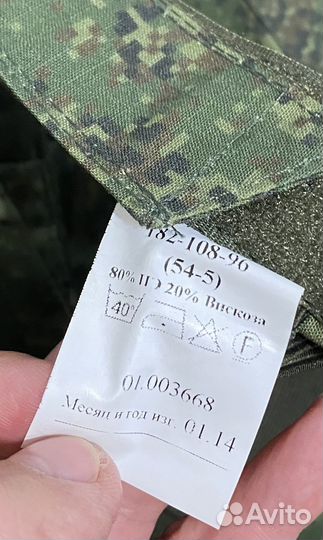 182-108-96
(54-5)
80% ПЭ 20% Вискоза
40°
F
01.003668
Месяц и год изг. 01.14
Avito